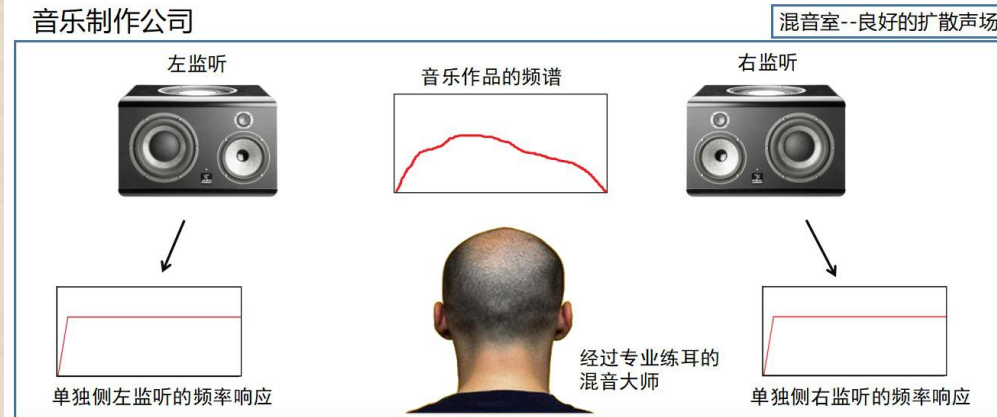 音乐制作公司
混音室--良好的扩散声场
左监听
音乐作品的频谱
右监听
经过专业练耳的
混音大师
单独侧左监听的频率响应
单独侧右监听的频率响应